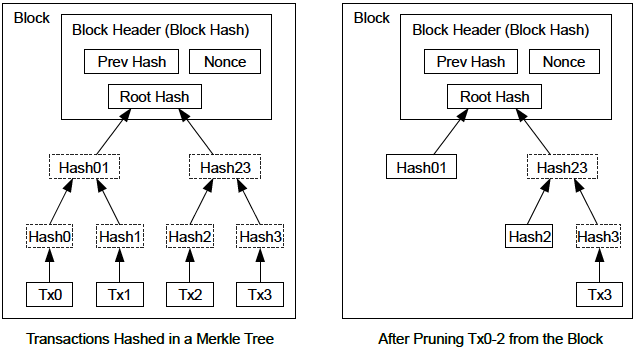 Block
Block Header (Block Hash)
Prev Hash
Nonce
Root Hash
Hash01
Hash23
Hash0
Hash1
Hash2
Hash3
Tx0
Tx1
Tx2
Tx3
Transactions Hashed in a Merkle Tree
Block
Block Header (Block Hash)
Prev Hash
Nonce
Root Hash
Hash01
Hash23
Hash2
Hash3
Tx3
After Pruning Tx0-2 from the Block